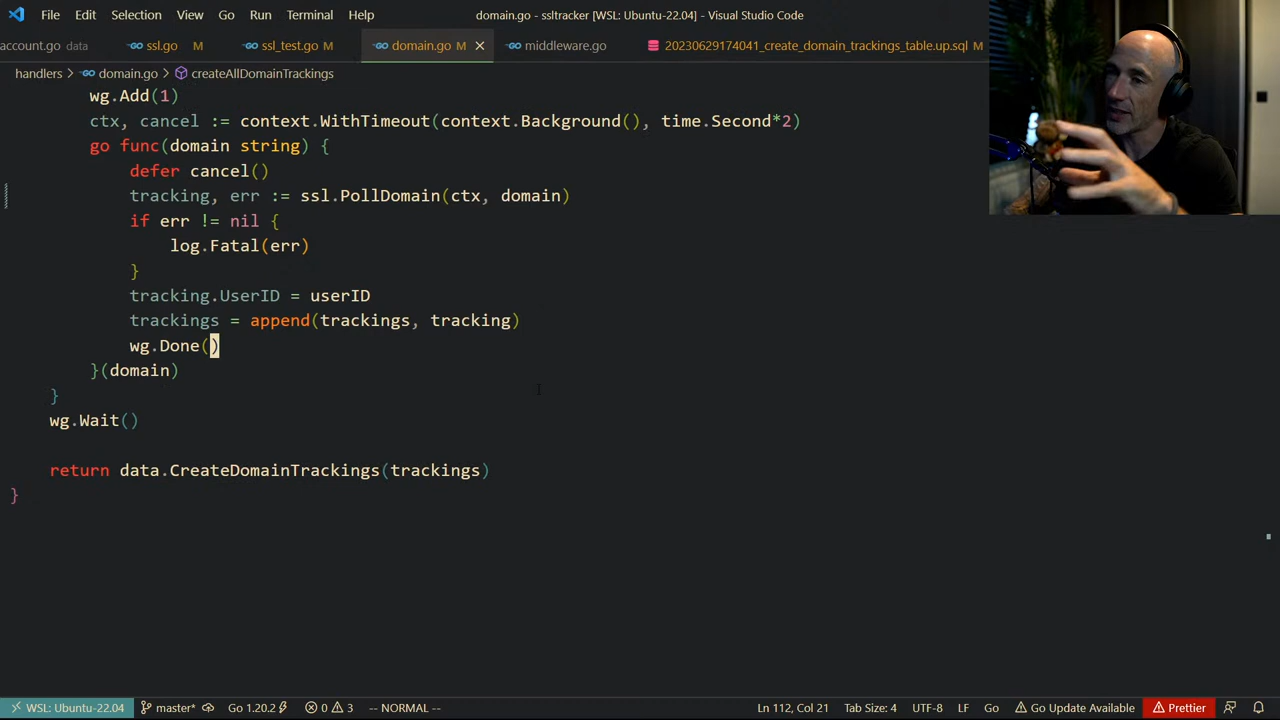 File Edit Selection View Go Run Terminal Help
domain.go - ssltracker [WSL: Ubuntu-22.04] - Visual Studio Code
account.go data
ssl.go M
ssl_test.go M
domain.go M
middleware.go
20230629174041_create_domain_trackings_table.up.sql M
handlers > domain.go > createAllDomainTrackings
wg.Add(1)
ctx, cancel := context.WithTimeout(context.Background(), time.Second*2)
go func(domain string) {
defer cancel()
tracking, err := ssl.PollDomain(ctx, domain)
if err != nil {
log.Fatal(err)
}
tracking.UserID = userID
trackings = append(trackings, tracking)
wg.Done()
}(domain)
}
wg.Wait()
return data.CreateDomainTrackings(trackings)
}
WSL: Ubuntu-22.04 master* Go 1.20.2 0 3 -- NORMAL -- Ln 112, Col 21 Tab Size: 4 UTF-8 LF Go Go Update Available Prettier